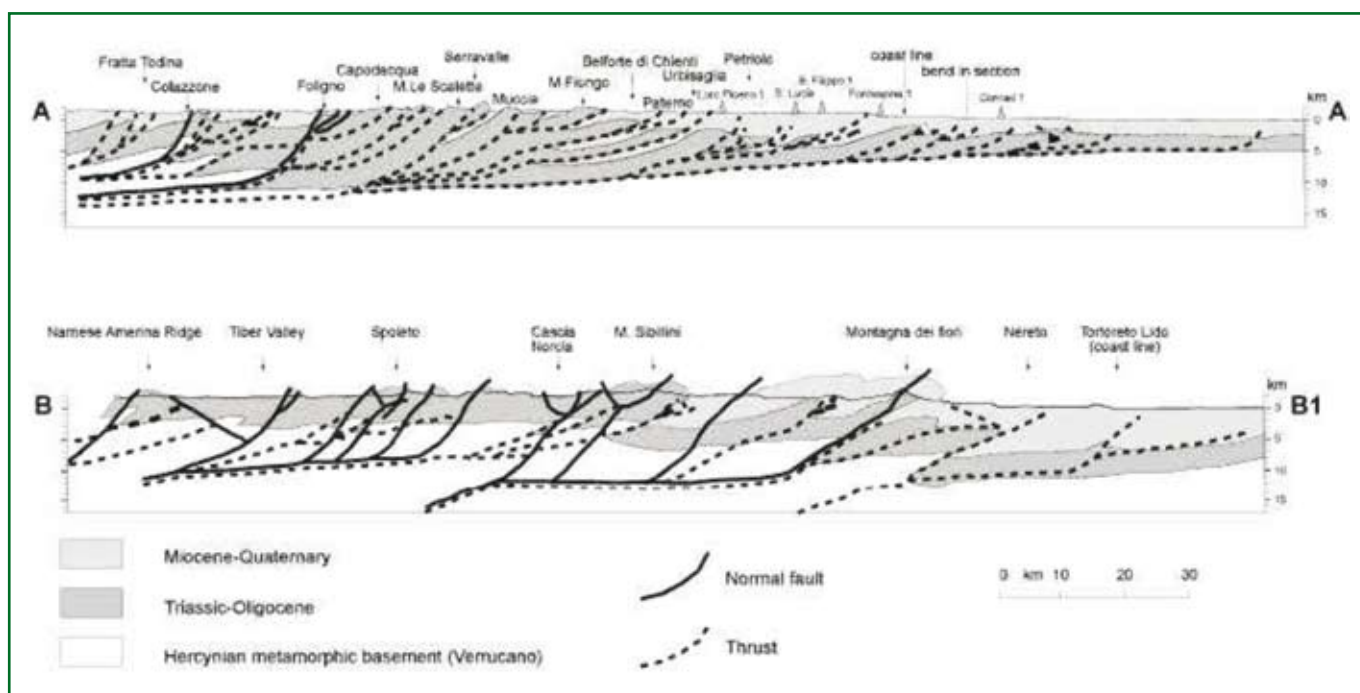 Fratta Todina
Collazzone
Foligno
Capodacqua
M.Le Scalette
Serravalle
Muccia
M.Fiungo
Belforte di Chienti
Urbisaglia
Paterno
Petriolo
S. Lucia
coast line
bend in section
A
A
km
0
5
10
15
Narnese Amerina Ridge
Tiber Valley
Spoleto
Cascia
Norcia
M. Sibillini
Montagna dei fiori
Nereto
Tortoreto Lido
(coast line)
B
B1
km
5
10
15
Miocene-Quaternary
Triassic-Oligocene
Hercynian metamorphic basement (Verrucano)
Normal fault
Thrust
0 km 10 20 30